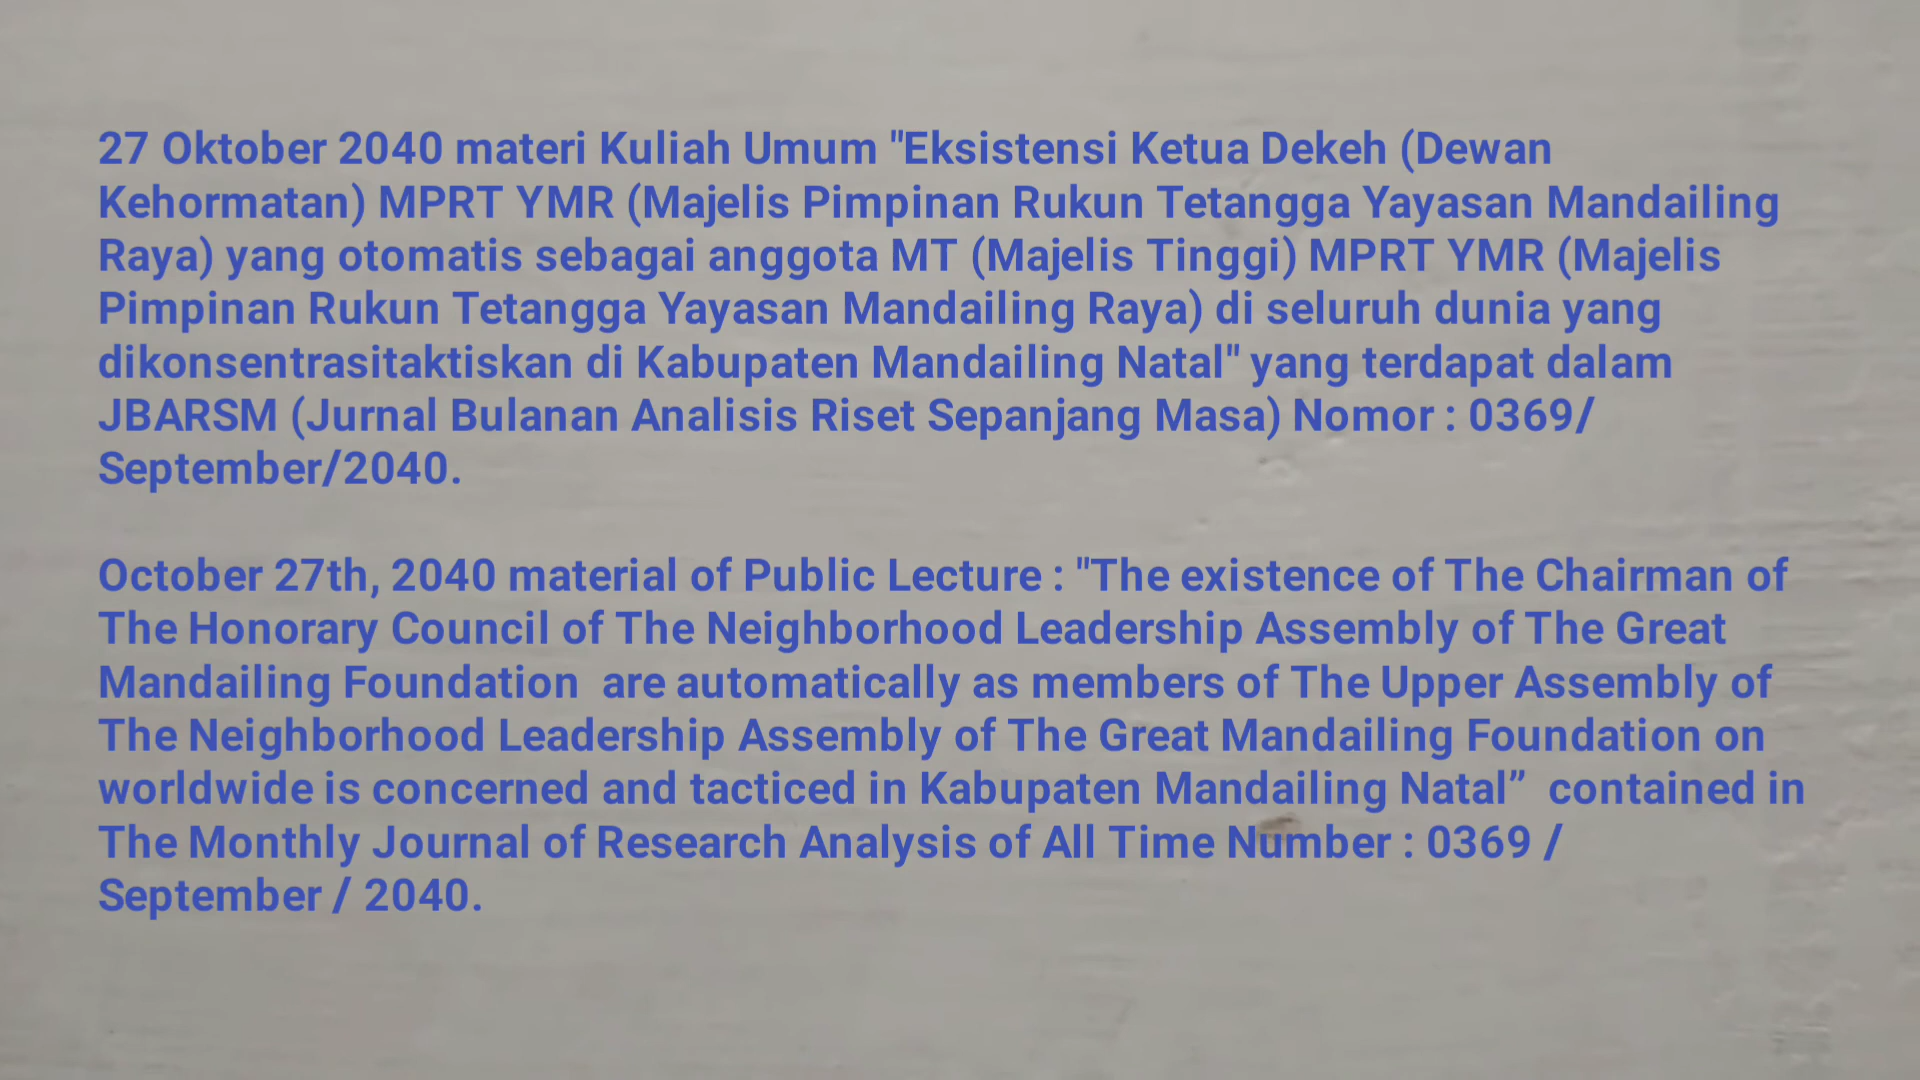 27 Oktober 2040 materi Kuliah Umum "Eksistensi Ketua Dekeh (Dewan
Kehormatan) MPRT YMR (Majelis Pimpinan Rukun Tetangga Yayasan Mandailing
Raya) yang otomatis sebagai anggota MT (Majelis Tinggi) MPRT YMR (Majelis
Pimpinan Rukun Tetangga Yayasan Mandailing Raya) di seluruh dunia yang
dikonsentrasitaktiskan di Kabupaten Mandailing Natal" yang terdapat dalam
JBARSM (Jurnal Bulanan Analisis Riset Sepanjang Masa) Nomor : 0369/
September/2040.
October 27th, 2040 material of Public Lecture : "The existence of The Chairman of
The Honorary Council of The Neighborhood Leadership Assembly of The Great
Mandailing Foundation  are automatically as members of The Upper Assembly of
The Neighborhood Leadership Assembly of The Great Mandailing Foundation on
worldwide is concerned and tacticed in Kabupaten Mandailing Natal”  contained in
The Monthly Journal of Research Analysis of All Time Number : 0369 /
September / 2040.